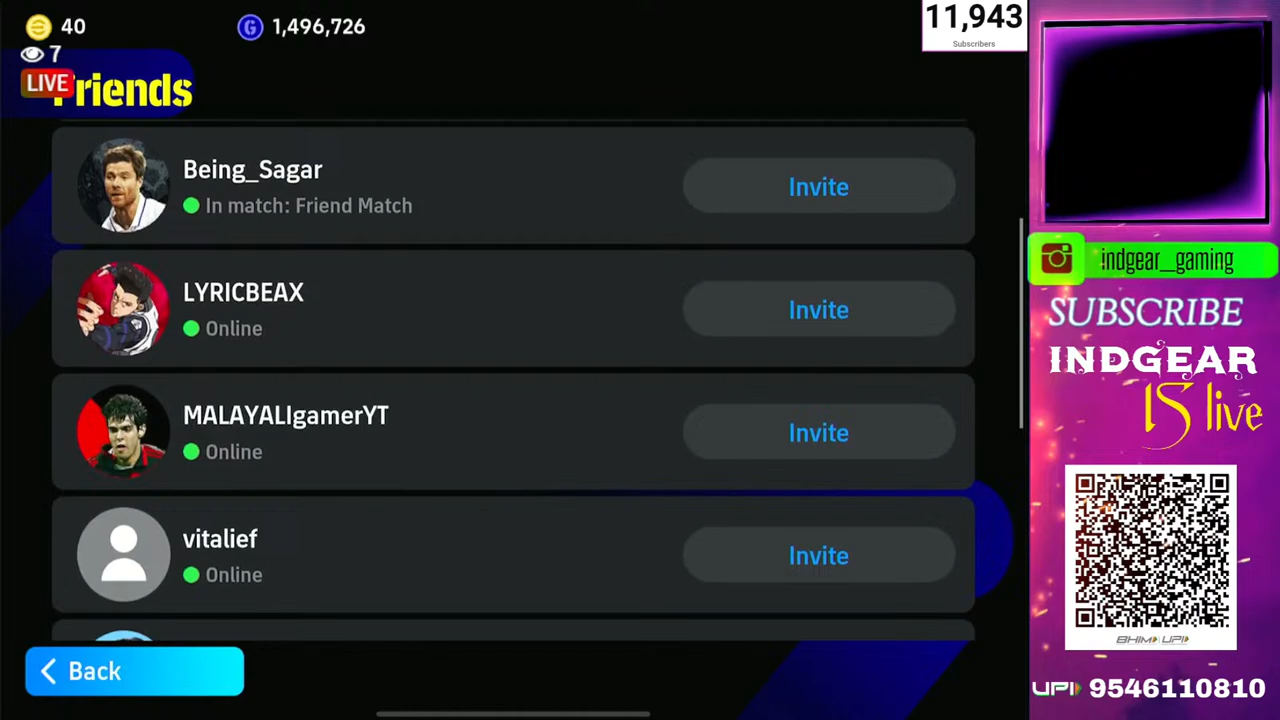 40
1,496,726
11,943
Subscribers
7
LIVE
Friends
Being_Sagar
In match: Friend Match
Invite
LYRICBEAX
Online
Invite
MALAYALIgamerYT
Online
Invite
vitalief
Online
Invite
Back
indgear_gaming
SUBSCRIBE
INDGEAR
IS live
BHIM UPI
UPI 9546110810